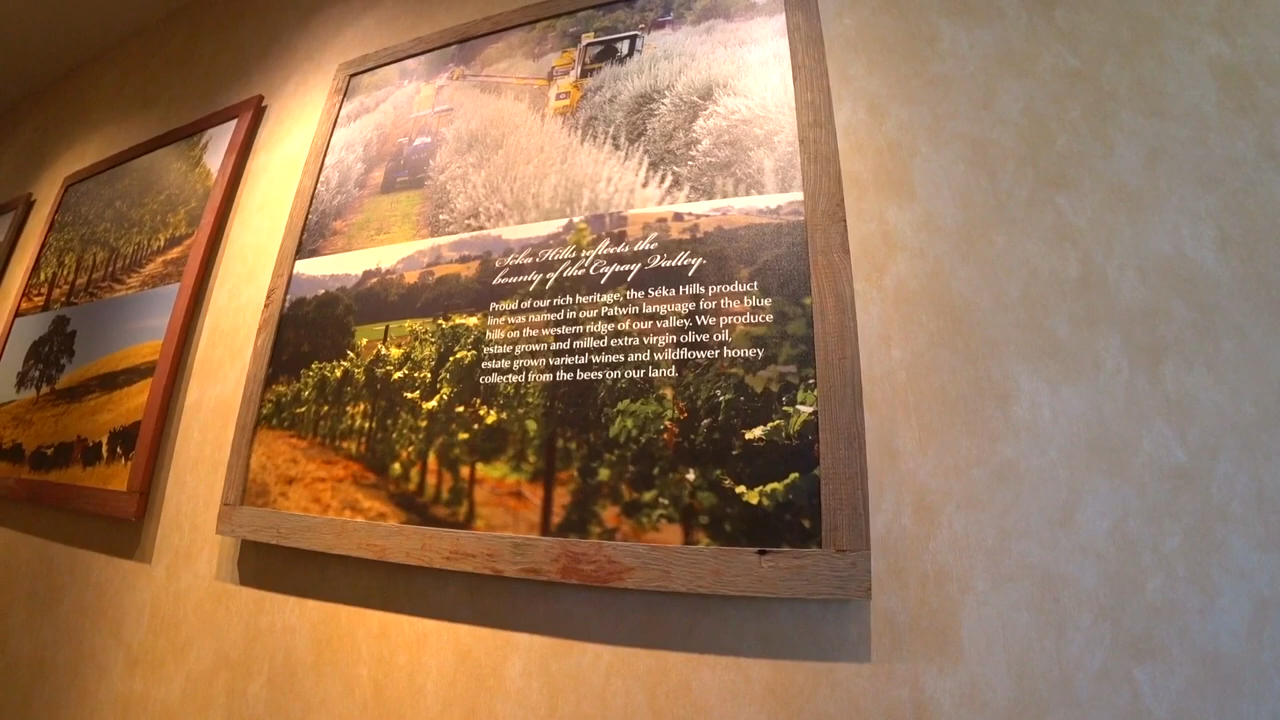 Séka Hills reflects the
bounty of the Capay Valley.
Proud of our rich heritage, the Séka Hills product
line was named in our Patwin language for the blue
hills on the western ridge of our valley. We produce
estate grown and milled extra virgin olive oil,
estate grown varietal wines and wildflower honey
collected from the bees on our land.